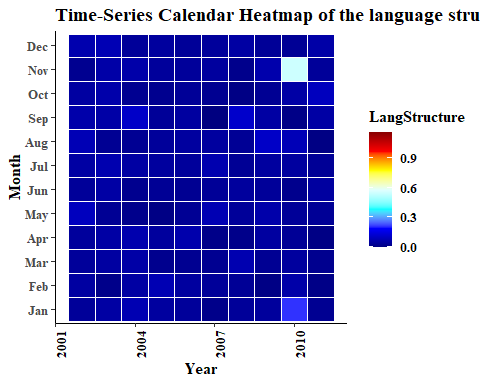 Time-Series Calendar Heatmap of the language stru
Dec
Nov
Oct
Sep
Aug
Jul
Jun
May
Apr
Mar
Feb
Jan
Month
2001
2004
2007
2010
Year
LangStructure
0.9
0.6
0.3
0.0